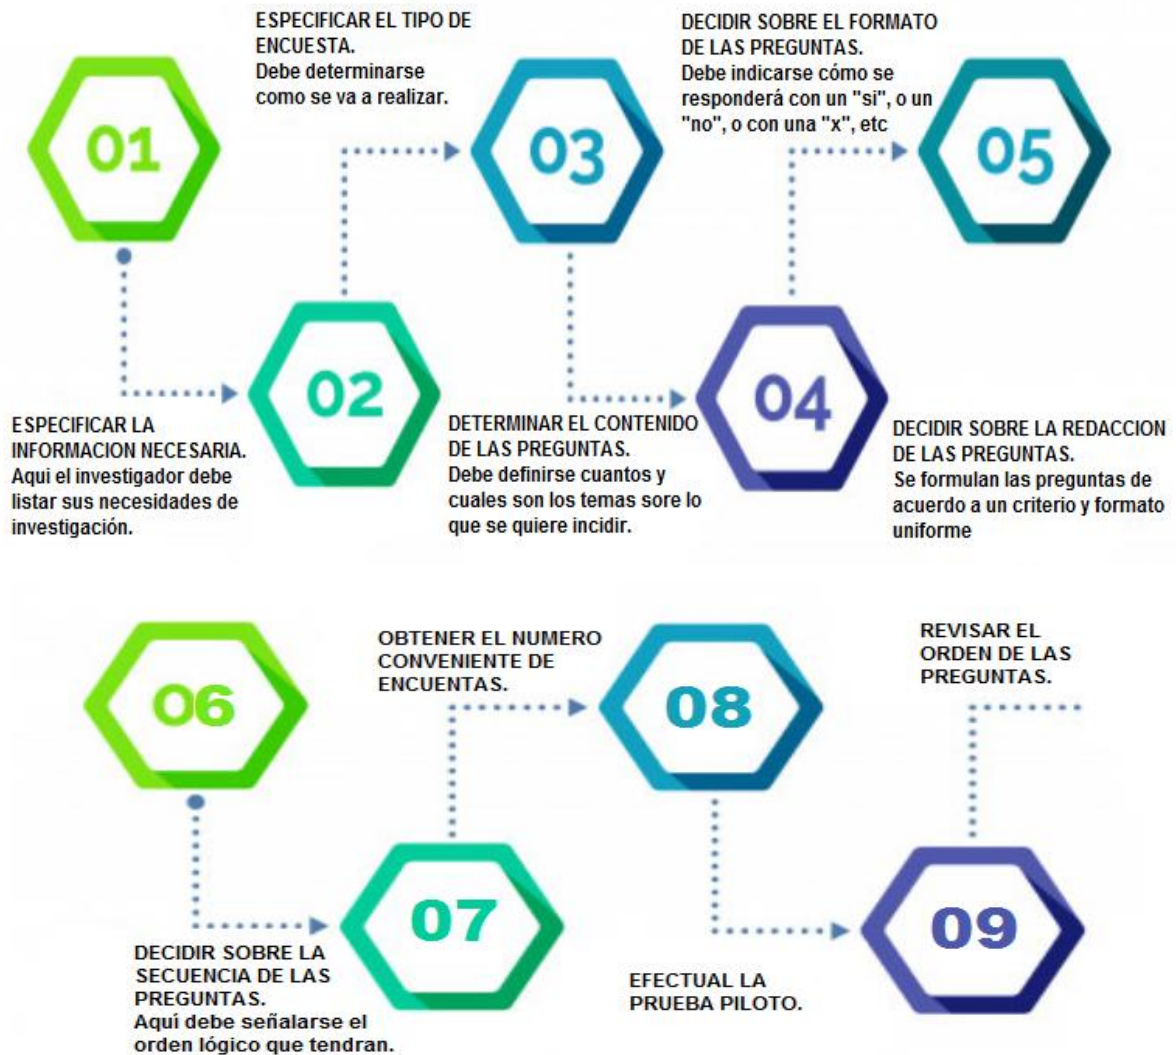 01
ESPECIFICAR LA
INFORMACION NECESARIA.
Aqui el investigador debe
listar sus necesidades de
investigación.
02
ESPECIFICAR EL TIPO DE
ENCUESTA.
Debe determinarse
como se va a realizar.
03
DETERMINAR EL CONTENIDO
DE LAS PREGUNTAS.
Debe definirse cuantos y
cuales son los temas sore lo
que se quiere incidir.
04
DECIDIR SOBRE EL FORMATO
DE LAS PREGUNTAS.
Debe indicarse cómo se
responderá con un "si", o un
"no", o con una "x", etc
05
DECIDIR SOBRE LA REDACCION
DE LAS PREGUNTAS.
Se formulan las preguntas de
acuerdo a un criterio y formato
uniforme
06
DECIDIR SOBRE LA
SECUENCIA DE LAS
PREGUNTAS.
Aquí debe señalarse el
orden lógico que tendran.
07
OBTENER EL NUMERO
CONVENIENTE DE
ENCUENTAS.
08
EFECTUAL LA
PRUEBA PILOTO.
09
REVISAR EL
ORDEN DE LAS
PREGUNTAS.